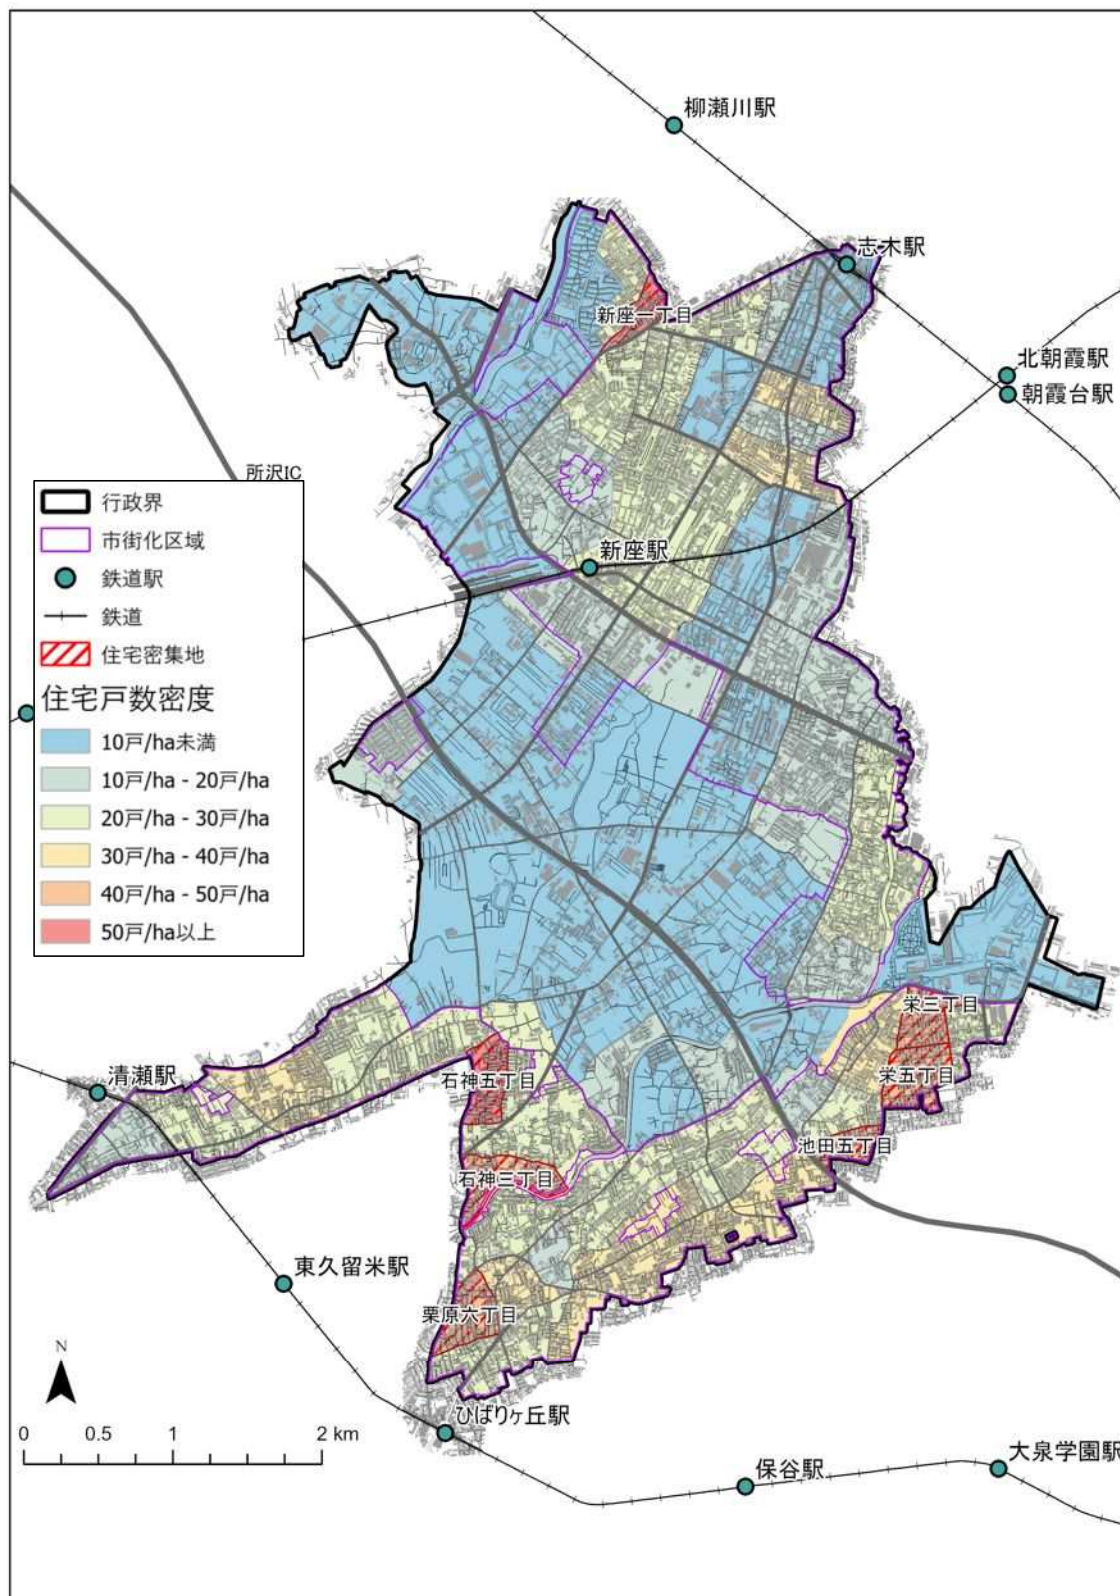 柳瀬川駅
志木駅
新座一丁目
北朝霞駅
朝霞台駅
所沢IC
行政界
市街化区域
鉄道駅
鉄道
住宅密集地
住宅戸数密度
10戸/ha未満
10戸/ha - 20戸/ha
20戸/ha - 30戸/ha
30戸/ha - 40戸/ha
40戸/ha - 50戸/ha
50戸/ha以上
新座駅
栄三丁目
清瀬駅
石神五丁目
栄五丁目
池田五丁目
石神三丁目
東久留米駅
栗原六丁目
N
0 0.5 1 2 km
ひばりヶ丘駅
保谷駅
大泉学園駅